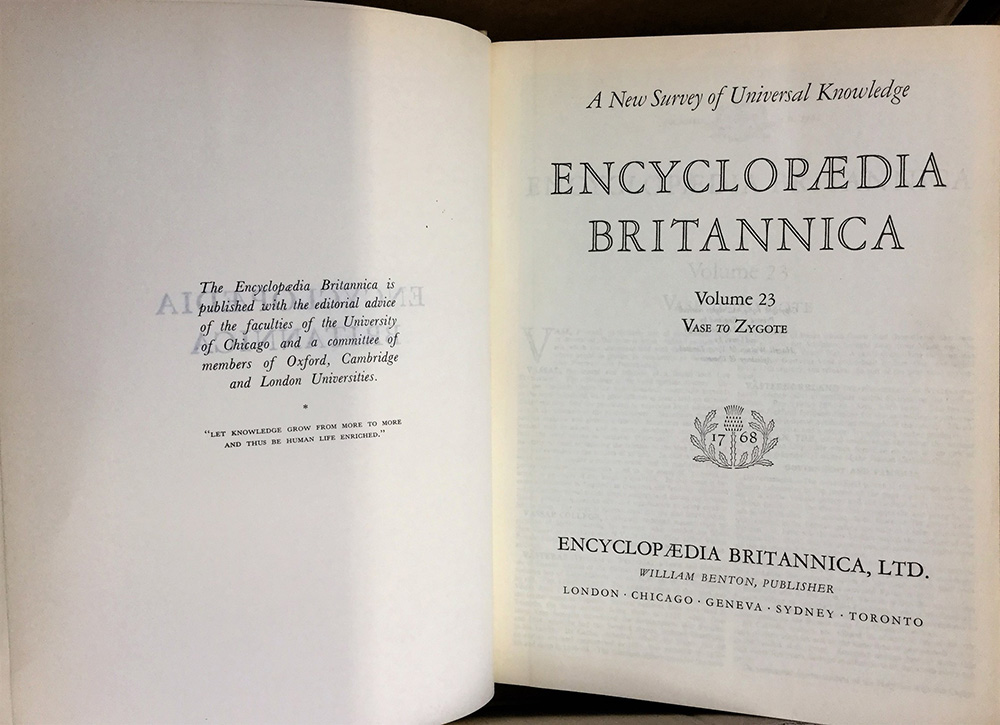 The Encyclopædia Britannica is
published with the editorial advice
of the faculties of the University
of Chicago and a committee of
members of Oxford, Cambridge
and London Universities.
*
"LET KNOWLEDGE GROW FROM MORE TO MORE
AND THUS BE HUMAN LIFE ENRICHED."
A New Survey of Universal Knowledge
ENCYCLOPÆDIA
BRITANNICA
Volume 23
VASE TO ZYGOTE
17 68
ENCYCLOPÆDIA BRITANNICA, LTD.
WILLIAM BENTON, PUBLISHER
LONDON · CHICAGO · GENEVA · SYDNEY · TORONTO